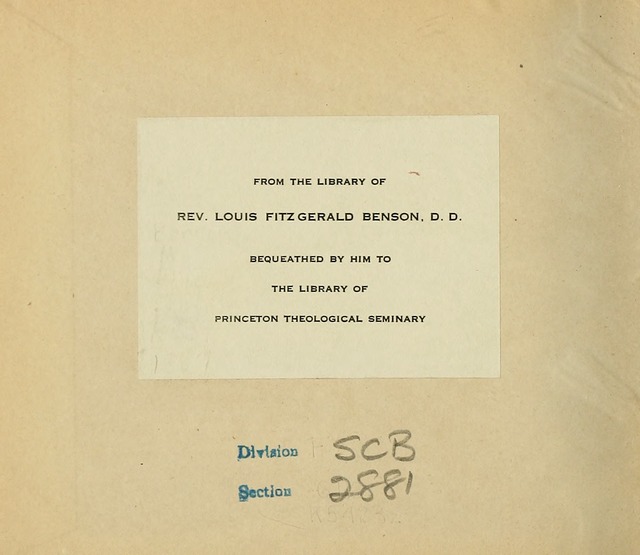 FROM THE LIBRARY OF
REV. LOUIS FITZGERALD BENSON, D. D.
BEQUEATHED BY HIM TO
THE LIBRARY OF
PRINCETON THEOLOGICAL SEMINARY
Division SCB
Section 2881